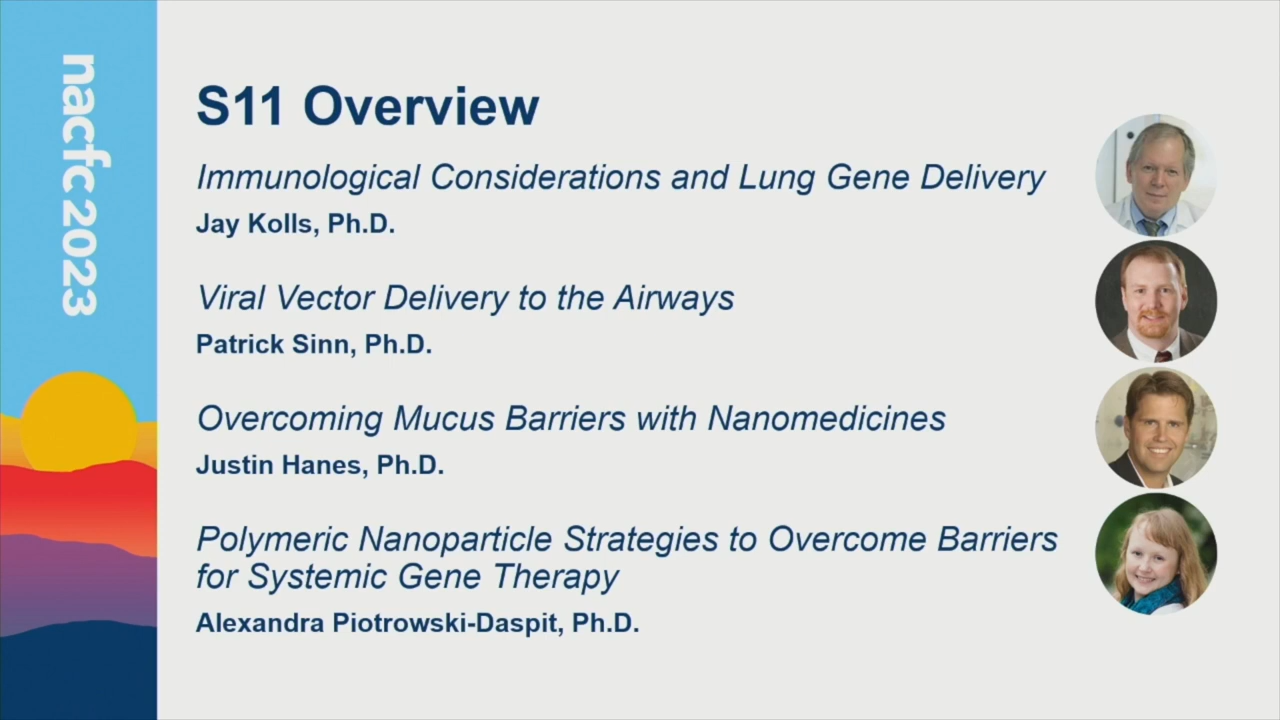 nacfc 2023
S11 Overview
Immunological Considerations and Lung Gene Delivery
Jay Kolls, Ph.D.
Viral Vector Delivery to the Airways
Patrick Sinn, Ph.D.
Overcoming Mucus Barriers with Nanomedicines
Justin Hanes, Ph.D.
Polymeric Nanoparticle Strategies to Overcome Barriers
for Systemic Gene Therapy
Alexandra Piotrowski-Daspit, Ph.D.